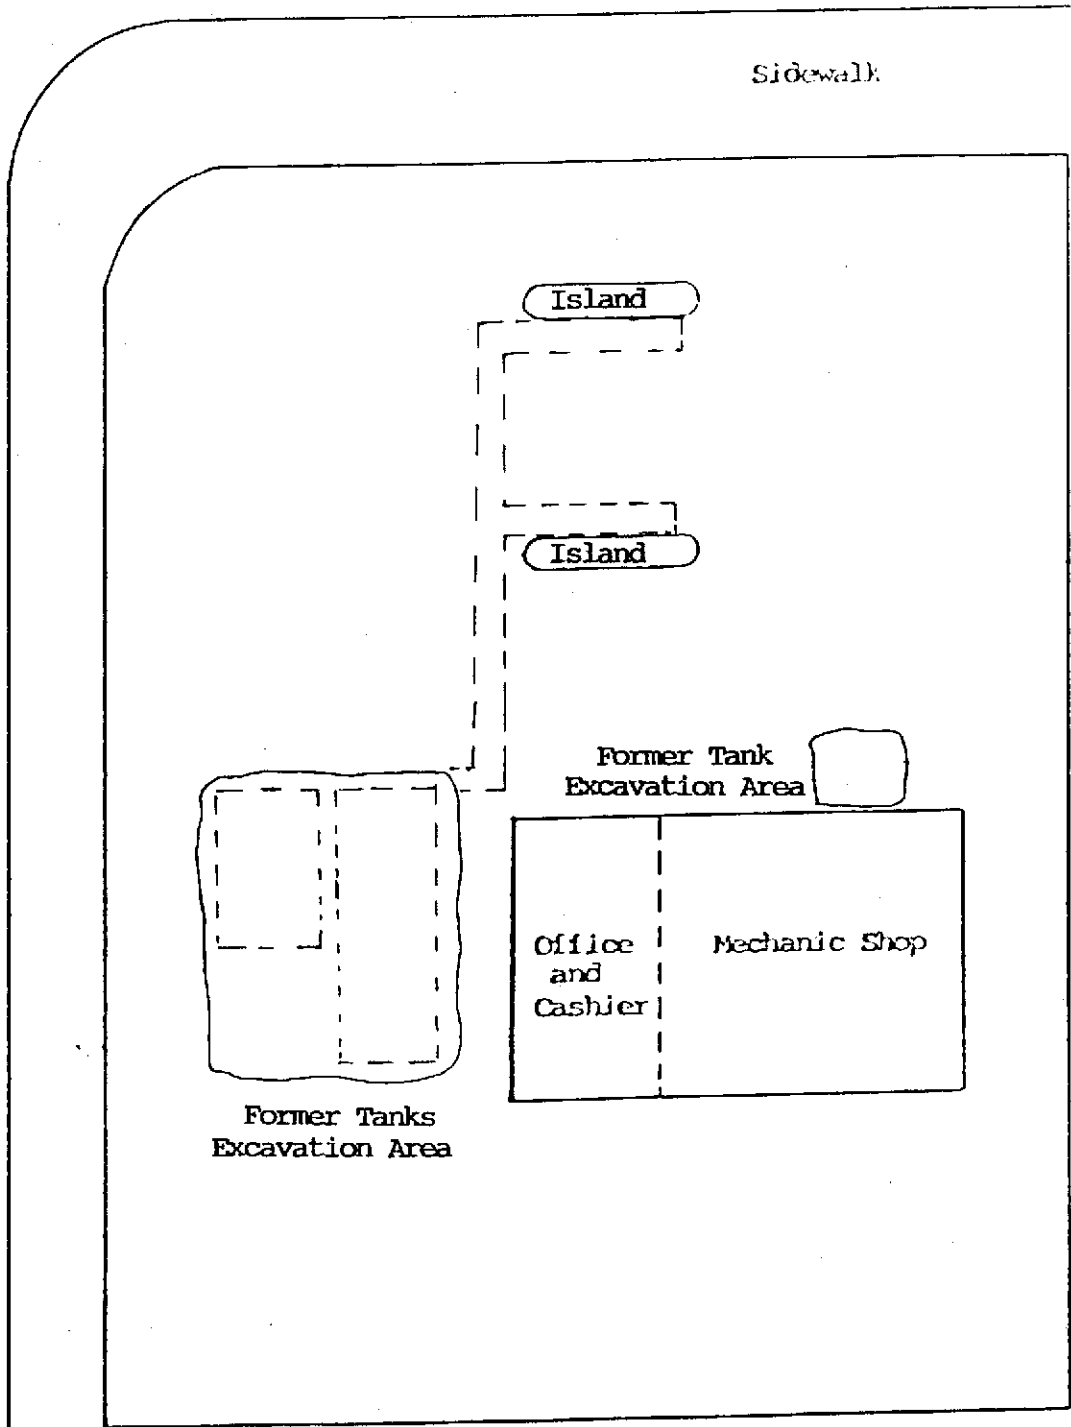 Sidewalk
Island
Island
Former Tank
Excavation Area
Office
and
Cashier
Mechanic Shop
Former Tanks
Excavation Area